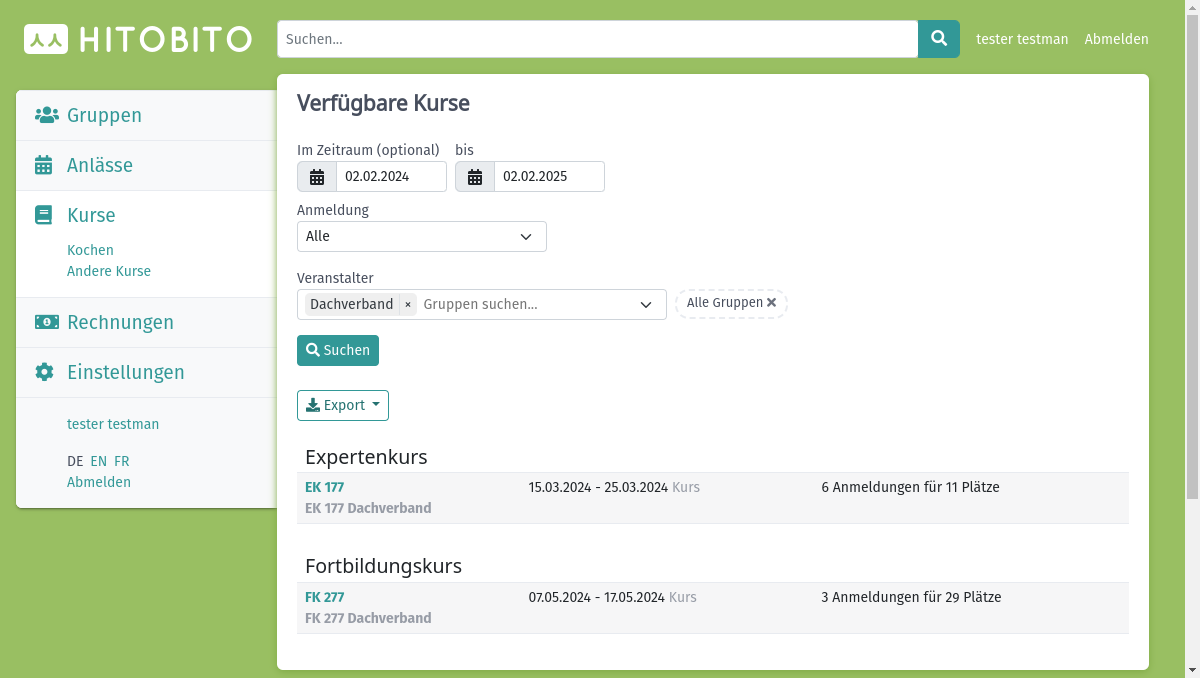 HITOBITO
Suchen...
tester testman Abmelden
Gruppen
Anlässe
Kurse
Kochen
Andere Kurse
Rechnungen
Einstellungen
tester testman
DE EN FR
Abmelden
Verfügbare Kurse
Im Zeitraum (optional) bis
02.02.2024 02.02.2025
Anmeldung
Alle
Veranstalter
Dachverband × Gruppen suchen... Alle Gruppen ×
Suchen
Export
Expertenkurs
EK 177 15.03.2024 - 25.03.2024 Kurs 6 Anmeldungen für 11 Plätze
EK 177 Dachverband
Fortbildungskurs
FK 277 07.05.2024 - 17.05.2024 Kurs 3 Anmeldungen für 29 Plätze
FK 277 Dachverband